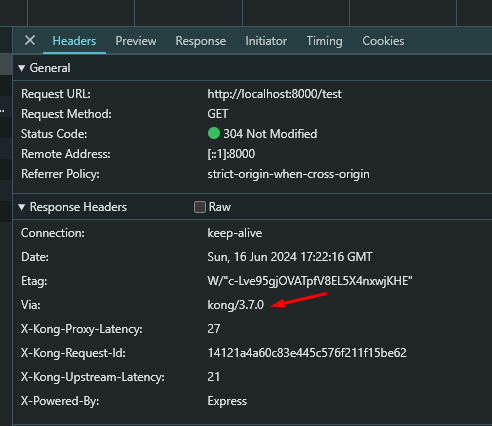 Headers Preview Response Initiator Timing Cookies
General
Request URL: http://localhost:8000/test
Request Method: GET
Status Code: 304 Not Modified
Remote Address: [::1]:8000
Referrer Policy: strict-origin-when-cross-origin
Response Headers Raw
Connection: keep-alive
Date: Sun, 16 Jun 2024 17:22:16 GMT
Etag: W/"c-Lve95gjOVATpfV8EL5X4nxwjKHE"
Via: kong/3.7.0
X-Kong-Proxy-Latency: 27
X-Kong-Request-Id: 14121a4a60c83e445c576f211f15be62
X-Kong-Upstream-Latency: 21
X-Powered-By: Express